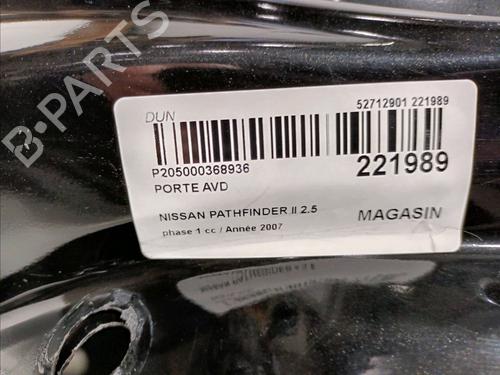 DUN
52712901 221989
P205000368936
221989
PORTE AVD
NISSAN PATHFINDER II 2.5
MAGASIN
phase 1 cc / Année 2007
B-PARTS